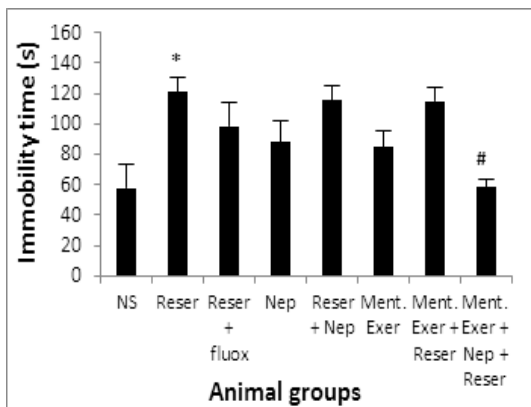 Immobility time (s)
160
140
120
100
80
60
40
20
0
*
#
NS
Reser
Reser
+
fluox
Nep
Reser
+ Nep
Ment.
Exer
Ment.
Exer +
Reser
Ment.
Exer +
Nep +
Reser
Animal groups